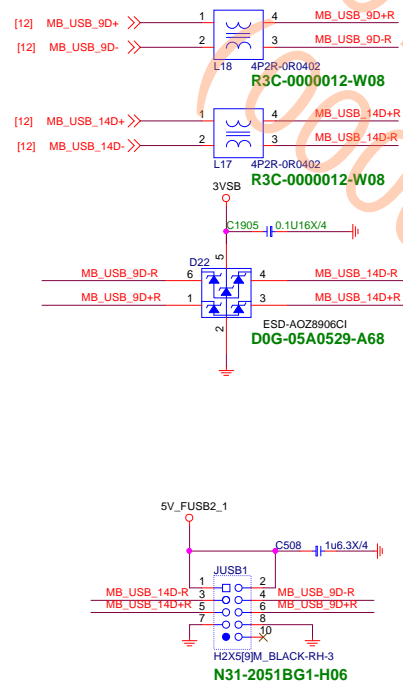 [12] MB_USB_9D+ 1 4 MB_USB_9D+R
[12] MB_USB_9D- 2 3 MB_USB_9D-R
L18 4P2R-0R0402
R3C-0000012-W08
[12] MB_USB_14D+ 1 4 MB_USB_14D+R
[12] MB_USB_14D- 2 3 MB_USB_14D-R
L17 4P2R-0R0402
R3C-0000012-W08
3VSB
C1905 0.1U16X/4
D22 5
MB_USB_9D-R 6 4 MB_USB_14D-R
MB_USB_9D+R 1 3 MB_USB_14D+R
2 ESD-AOZ8906CI
D0G-05A0529-A68
5V_FUSB2_1
C508 1u6.3X/4
JUSB1
1 2
MB_USB_14D-R 3 4 MB_USB_9D-R
MB_USB_14D+R 5 6 MB_USB_9D+R
7 8
10
H2X5[9]M_BLACK-RH-3
N31-2051BG1-H06